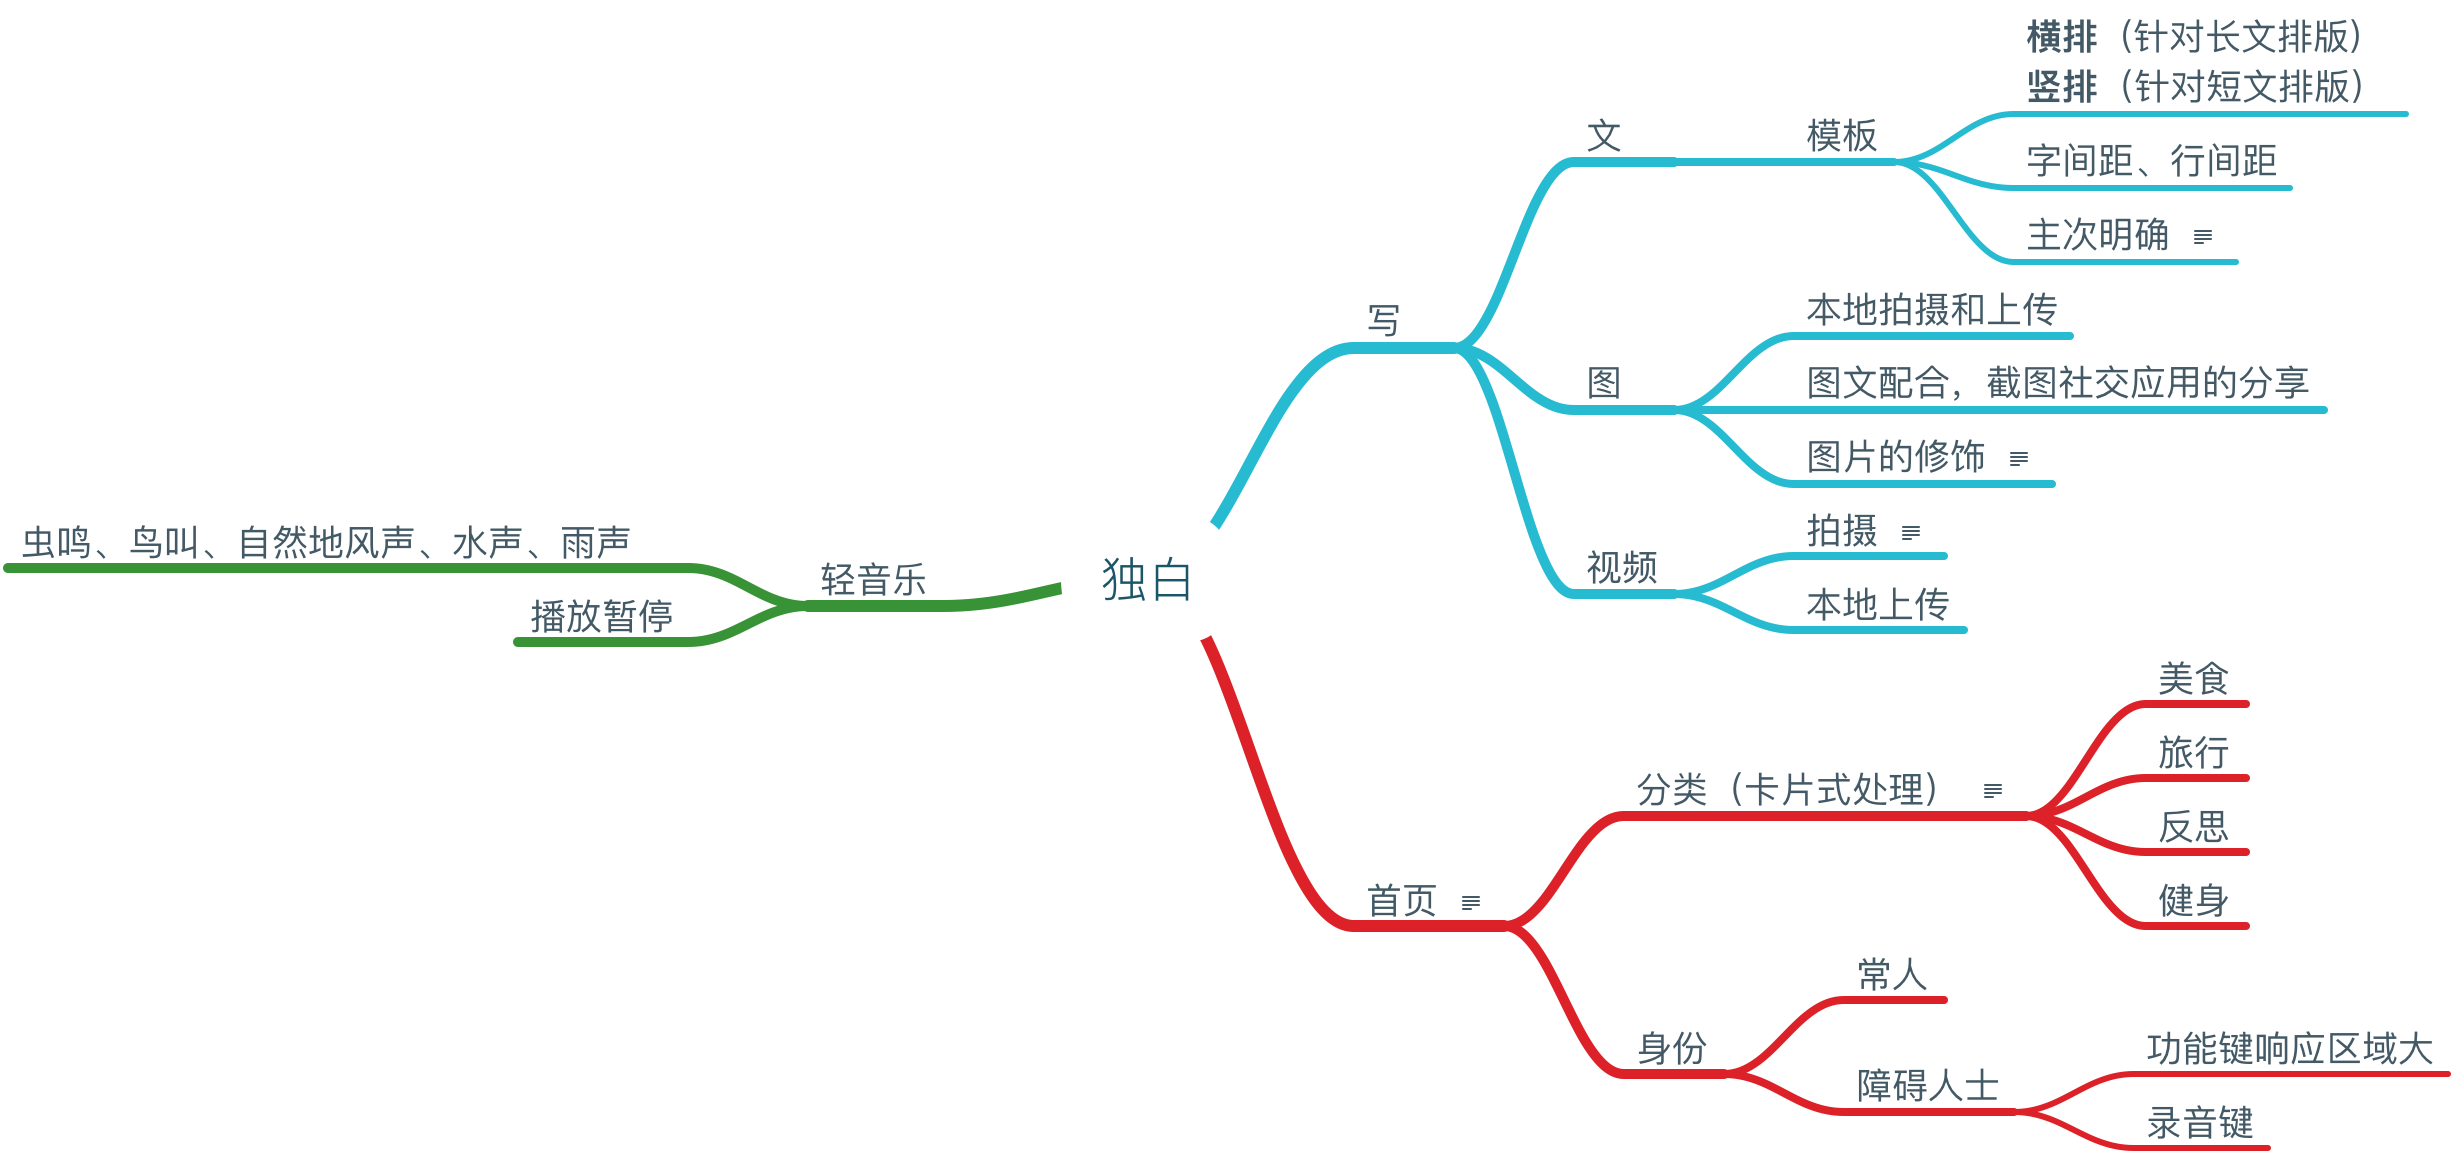 独白
写
文
模板
横排（针对长文排版）
竖排（针对短文排版）
字间距、行间距
主次明确
图
本地拍摄和上传
图文配合，截图社交应用的分享
图片的修饰
视频
拍摄
本地上传
首页
分类（卡片式处理）
美食
旅行
反思
健身
身份
常人
障碍人士
功能键响应区域大
录音键
轻音乐
虫鸣、鸟叫、自然地风声、水声、雨声
播放暂停